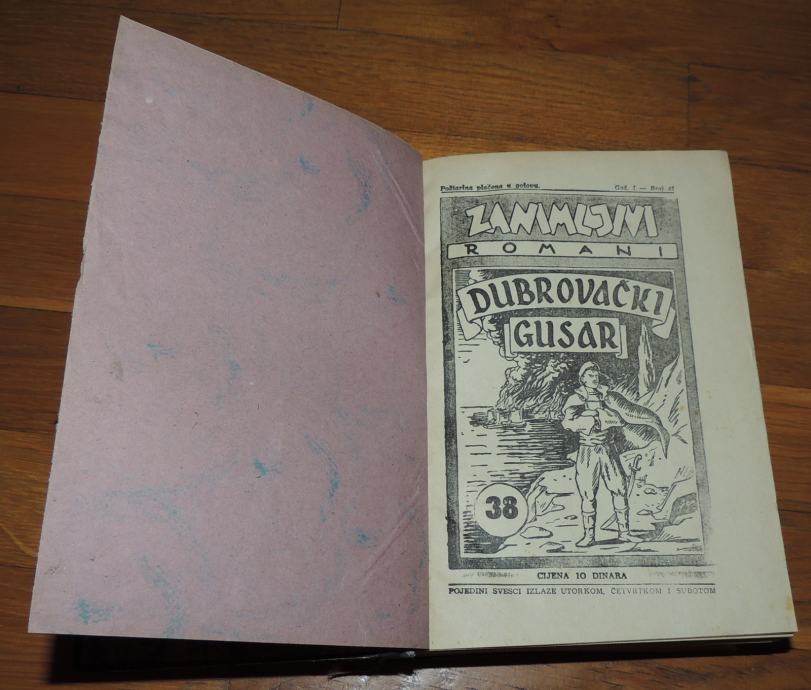 Poštarina plaćena u gotovu.
God. I — Broj
ZANIMLJIVI
ROMANI
DUBROVAČKI
GUSAR
38
CIJENA 10 DINARA
POJEDINI SVESCI IZLAZE UTORKOM, ČETVRTKOM I SUBOTOM